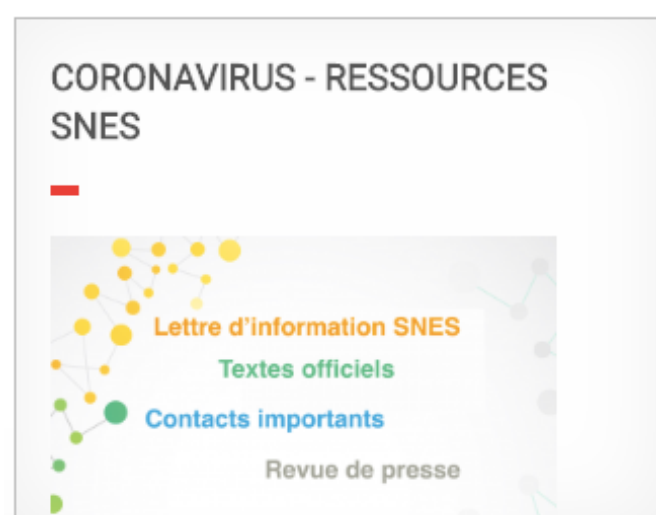 CORONAVIRUS - RESSOURCES
SNES
Lettre d'information SNES
Textes officiels
Contacts importants
Revue de presse